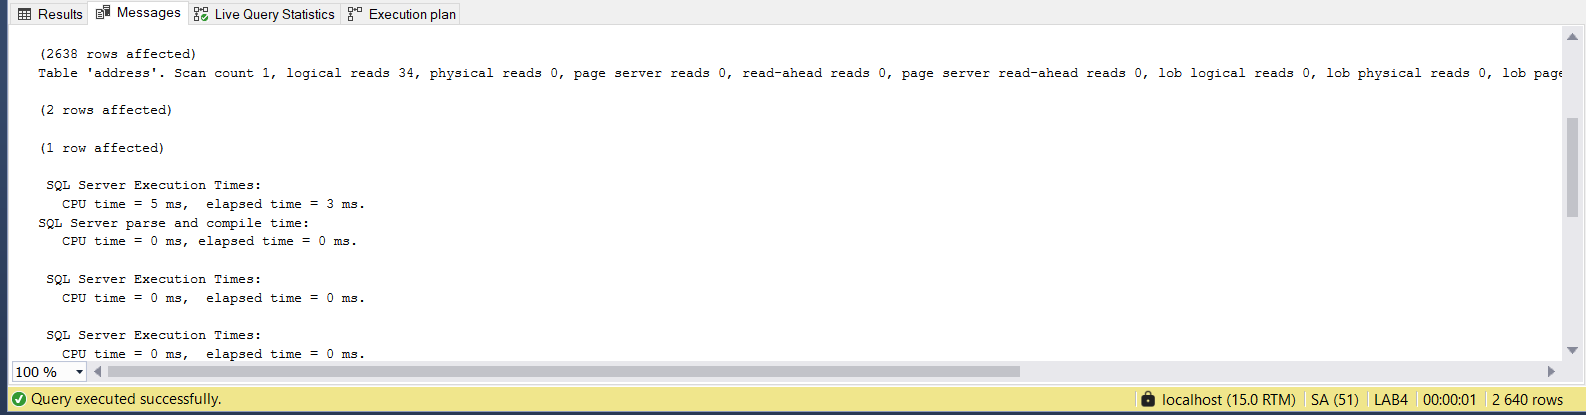 Results Messages Live Query Statistics Execution plan
(2638 rows affected)
Table 'address'. Scan count 1, logical reads 34, physical reads 0, page server reads 0, read-ahead reads 0, page server read-ahead reads 0, lob logical reads 0, lob physical reads 0, lob page
(2 rows affected)
(1 row affected)
SQL Server Execution Times:
CPU time = 5 ms,  elapsed time = 3 ms.
SQL Server parse and compile time:
CPU time = 0 ms, elapsed time = 0 ms.
SQL Server Execution Times:
CPU time = 0 ms,  elapsed time = 0 ms.
SQL Server Execution Times:
CPU time = 0 ms,  elapsed time = 0 ms.
100 %
Query executed successfully. localhost (15.0 RTM) SA (51) LAB4 00:00:01 2 640 rows